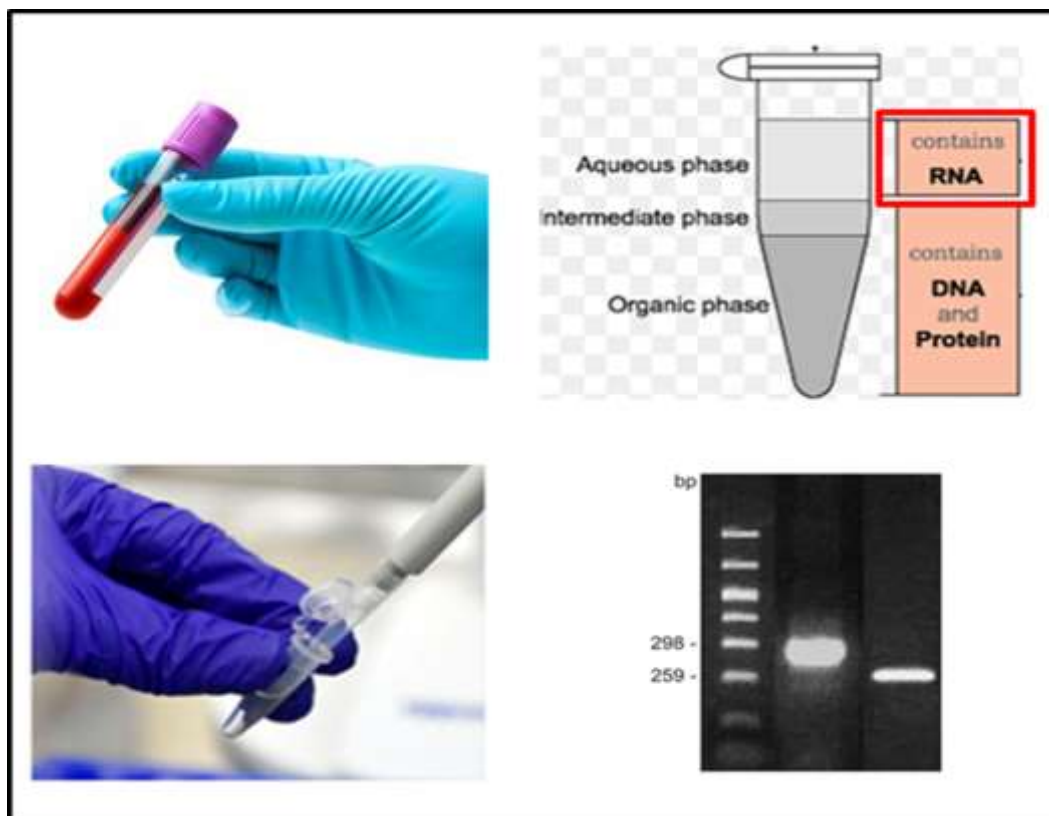 contains
Aqueous phase
RNA
Intermediate phase
contains
DNA
and
Organic phase
Protein
bp
298 -
259 -